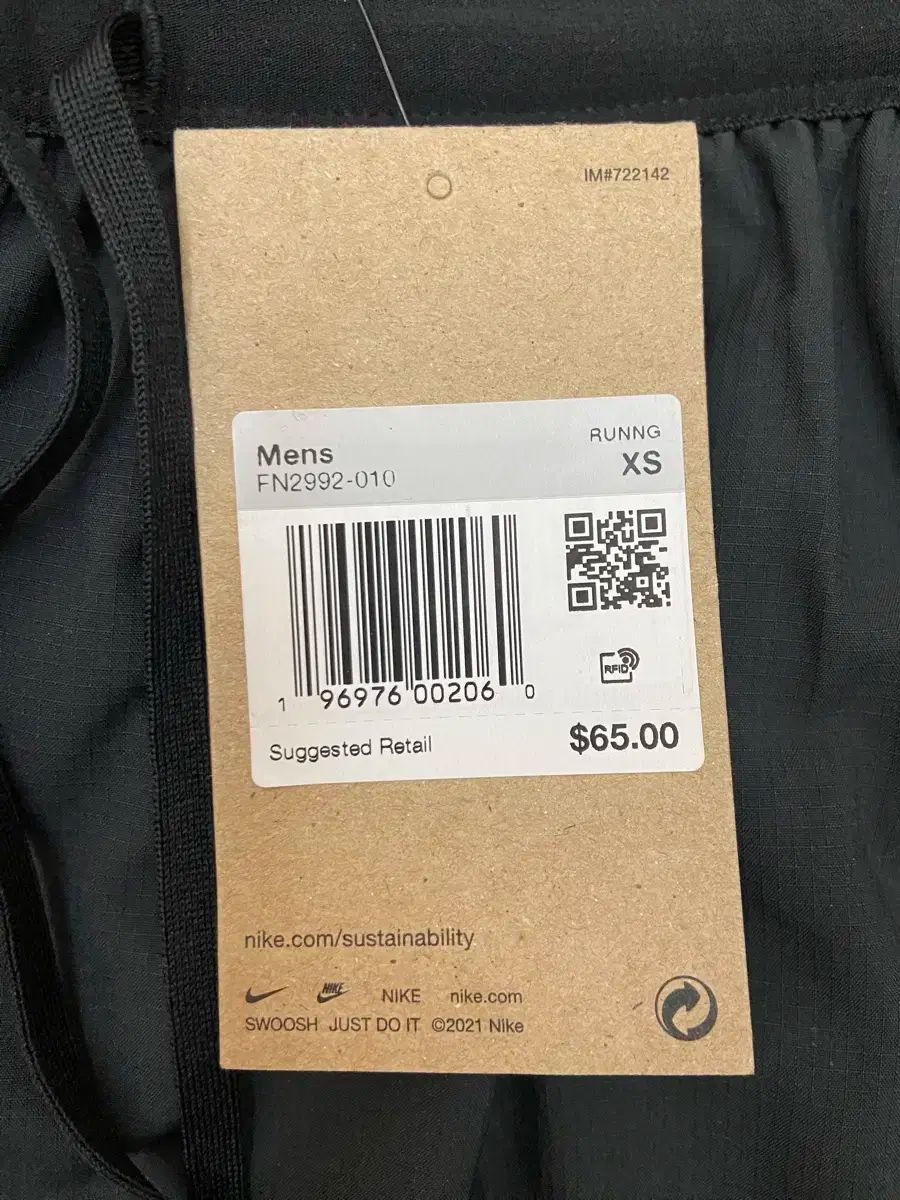 IM#722142
Mens
RUNNG
FN2992-010
XS
RFID
1 96976 00206 0
Suggested Retail
$65.00
nike.com/sustainability
NIKE NIKE nike.com
SWOOSH JUST DO IT ©2021 Nike